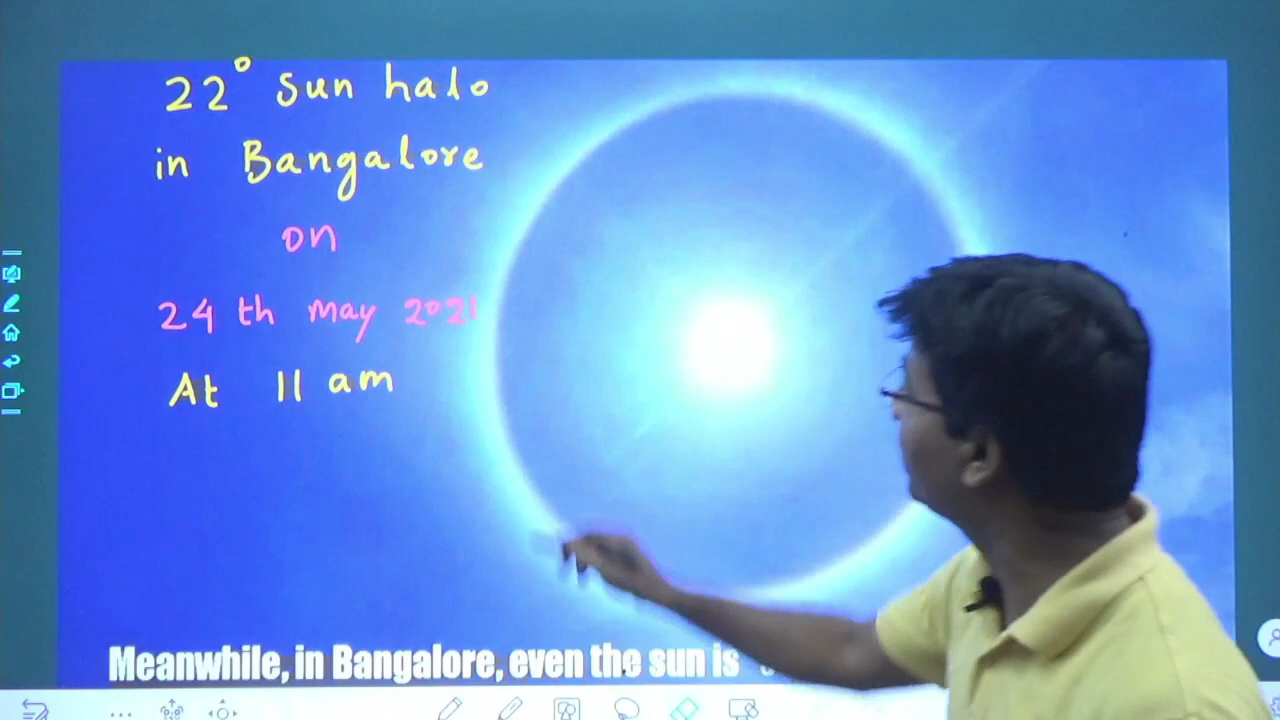 22° sun halo
in Bangalore
on
24 th may 2021
At 11 am
Meanwhile, in Bangalore, even the sun is